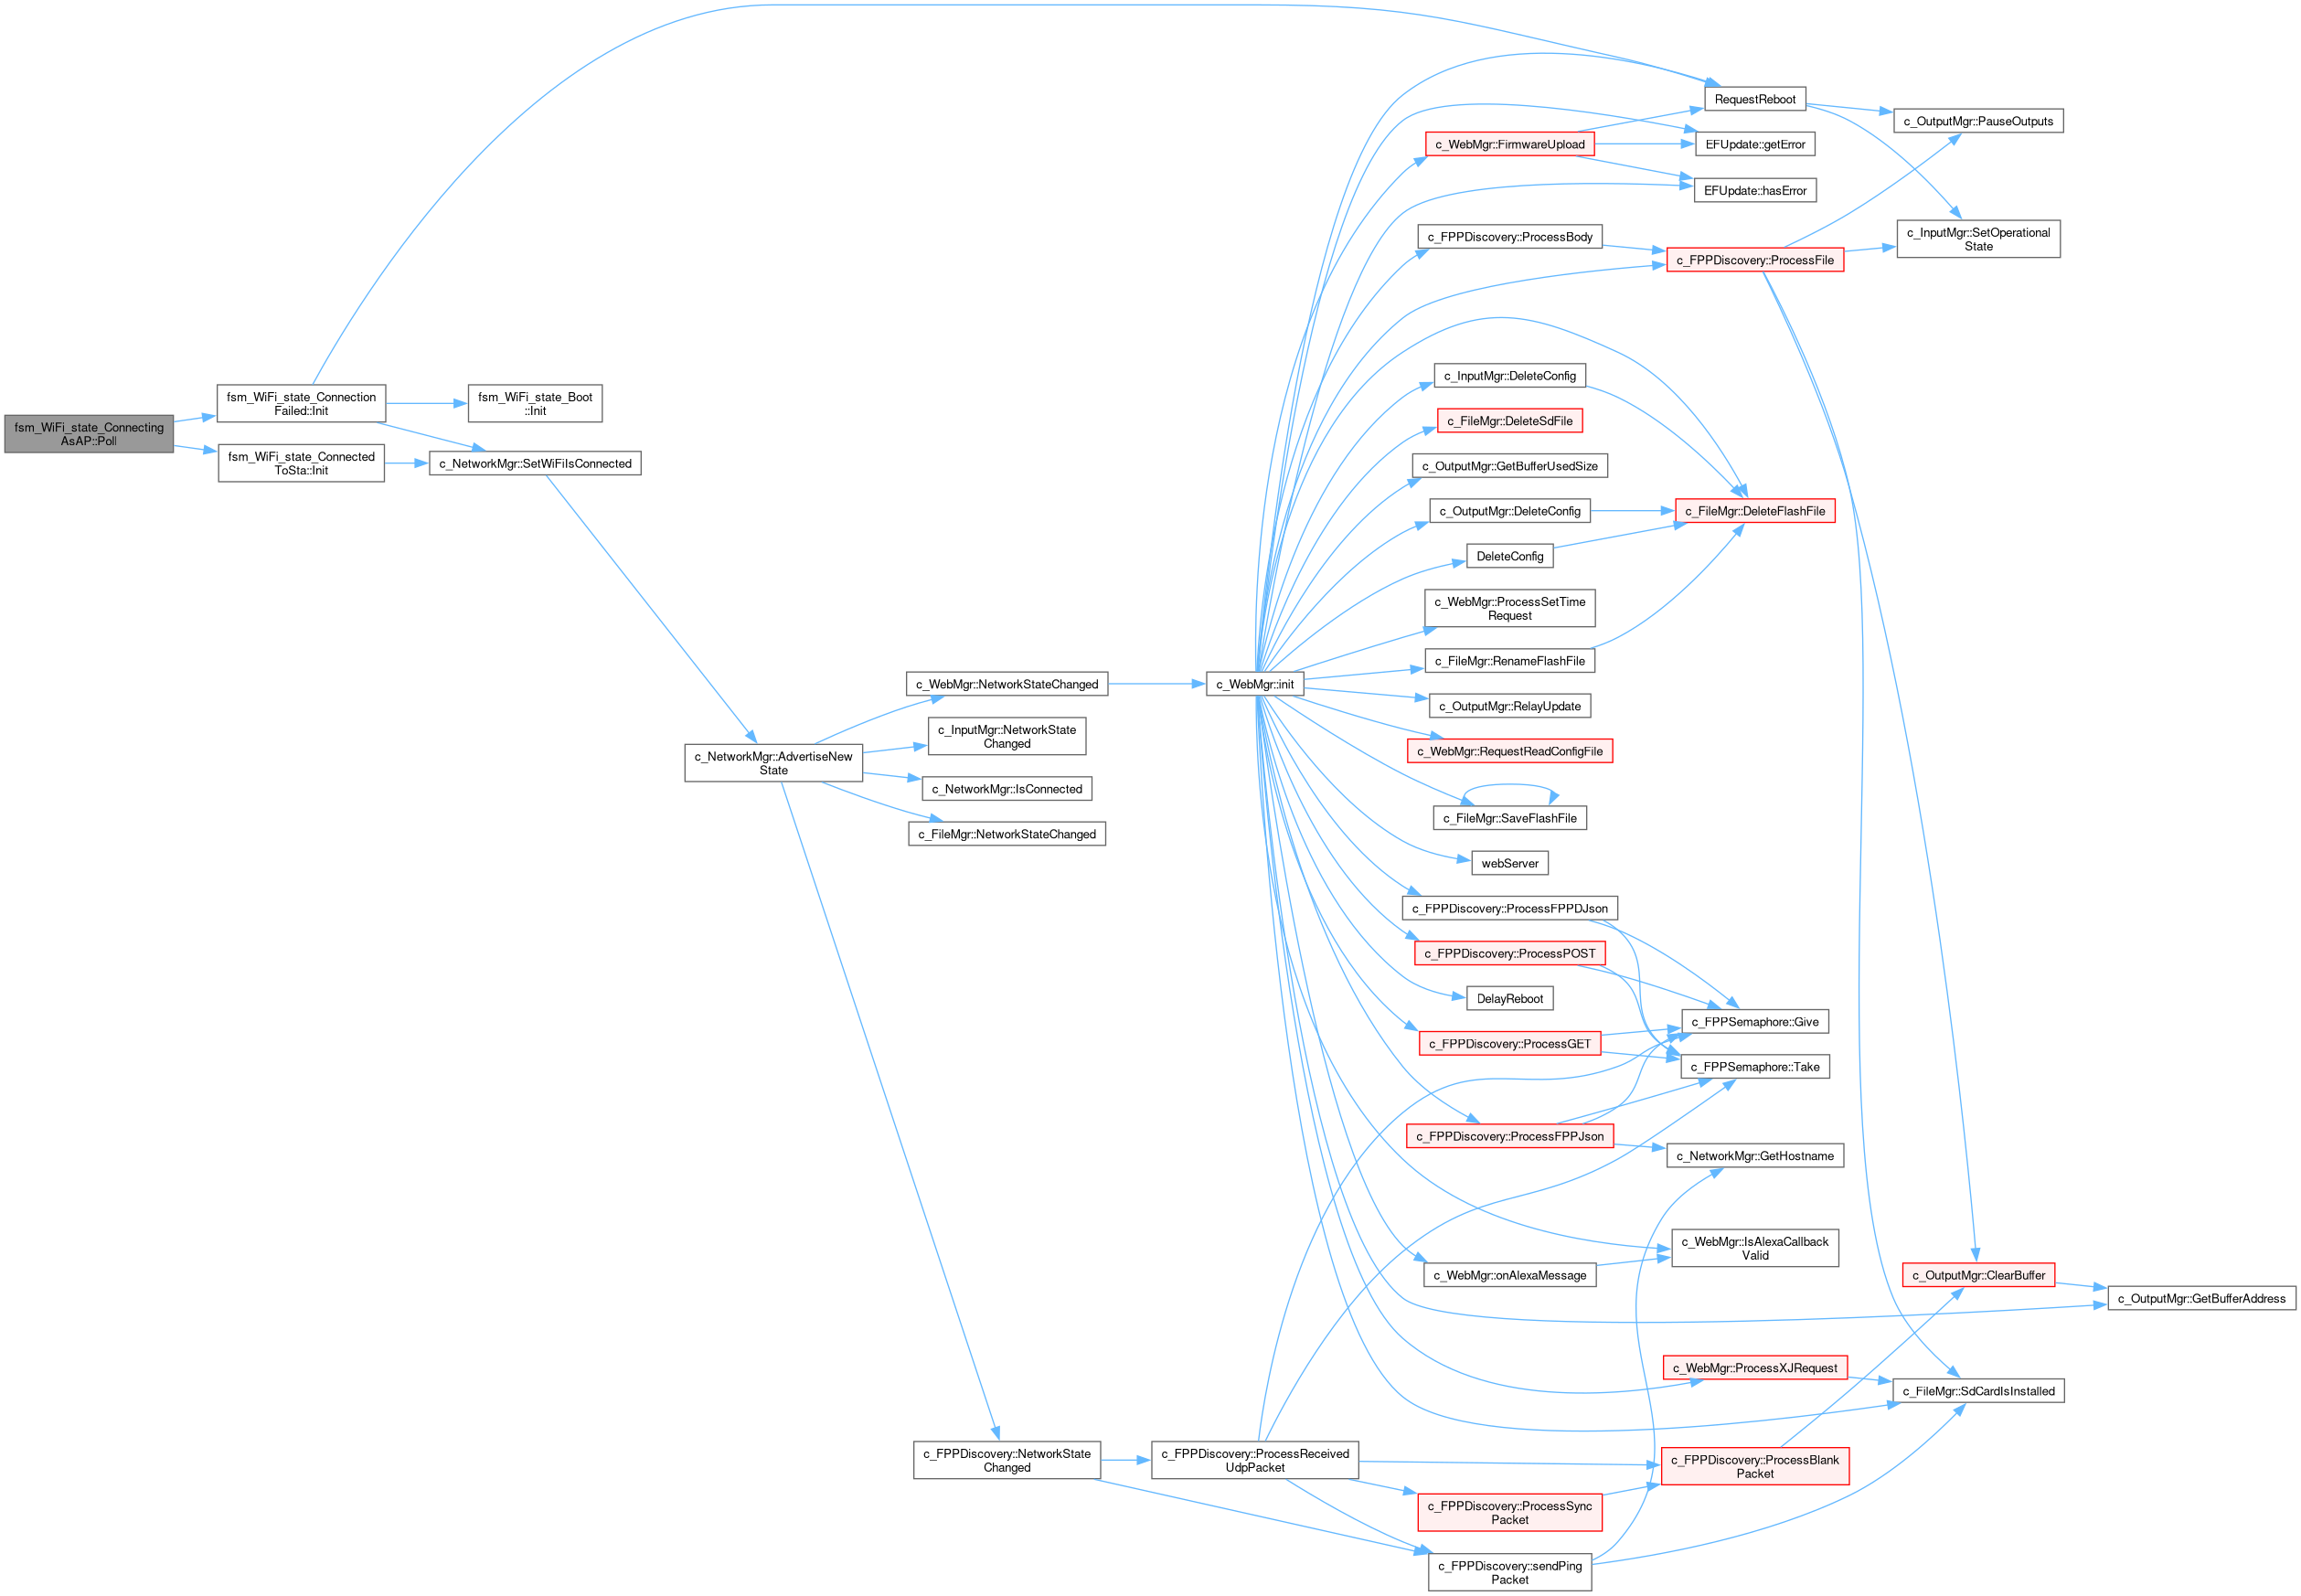 fsm_WiFi_state_Connecting
AsAP::Poll
fsm_WiFi_state_Connection
Failed::Init
fsm_WiFi_state_Connected
ToSta::Init
fsm_WiFi_state_Boot
::Init
c_NetworkMgr::SetWiFiIsConnected
c_NetworkMgr::AdvertiseNew
State
c_WebMgr::NetworkStateChanged
c_InputMgr::NetworkState
Changed
c_NetworkMgr::IsConnected
c_FileMgr::NetworkStateChanged
c_FPPDiscovery::NetworkState
Changed
c_WebMgr::init
c_FPPDiscovery::ProcessReceived
UdpPacket
c_WebMgr::FirmwareUpload
c_FPPDiscovery::ProcessBody
c_InputMgr::DeleteConfig
c_FileMgr::DeleteSdFile
c_OutputMgr::GetBufferUsedSize
c_OutputMgr::DeleteConfig
DeleteConfig
c_WebMgr::ProcessSetTime
Request
c_FileMgr::RenameFlashFile
c_OutputMgr::RelayUpdate
c_WebMgr::RequestReadConfigFile
c_FileMgr::SaveFlashFile
webServer
c_FPPDiscovery::ProcessFPPDJson
c_FPPDiscovery::ProcessPOST
DelayReboot
c_FPPDiscovery::ProcessGET
c_FPPDiscovery::ProcessFPPJson
c_WebMgr::onAlexaMessage
c_FPPDiscovery::ProcessSync
Packet
c_FPPDiscovery::sendPing
Packet
RequestReboot
EFUpdate::getError
EFUpdate::hasError
c_FPPDiscovery::ProcessFile
c_FileMgr::DeleteFlashFile
c_FPPSemaphore::Give
c_FPPSemaphore::Take
c_NetworkMgr::GetHostname
c_WebMgr::IsAlexaCallback
Valid
c_WebMgr::ProcessXJRequest
c_FPPDiscovery::ProcessBlank
Packet
c_OutputMgr::PauseOutputs
c_InputMgr::SetOperational
State
c_OutputMgr::ClearBuffer
c_FileMgr::SdCardIsInstalled
c_OutputMgr::GetBufferAddress